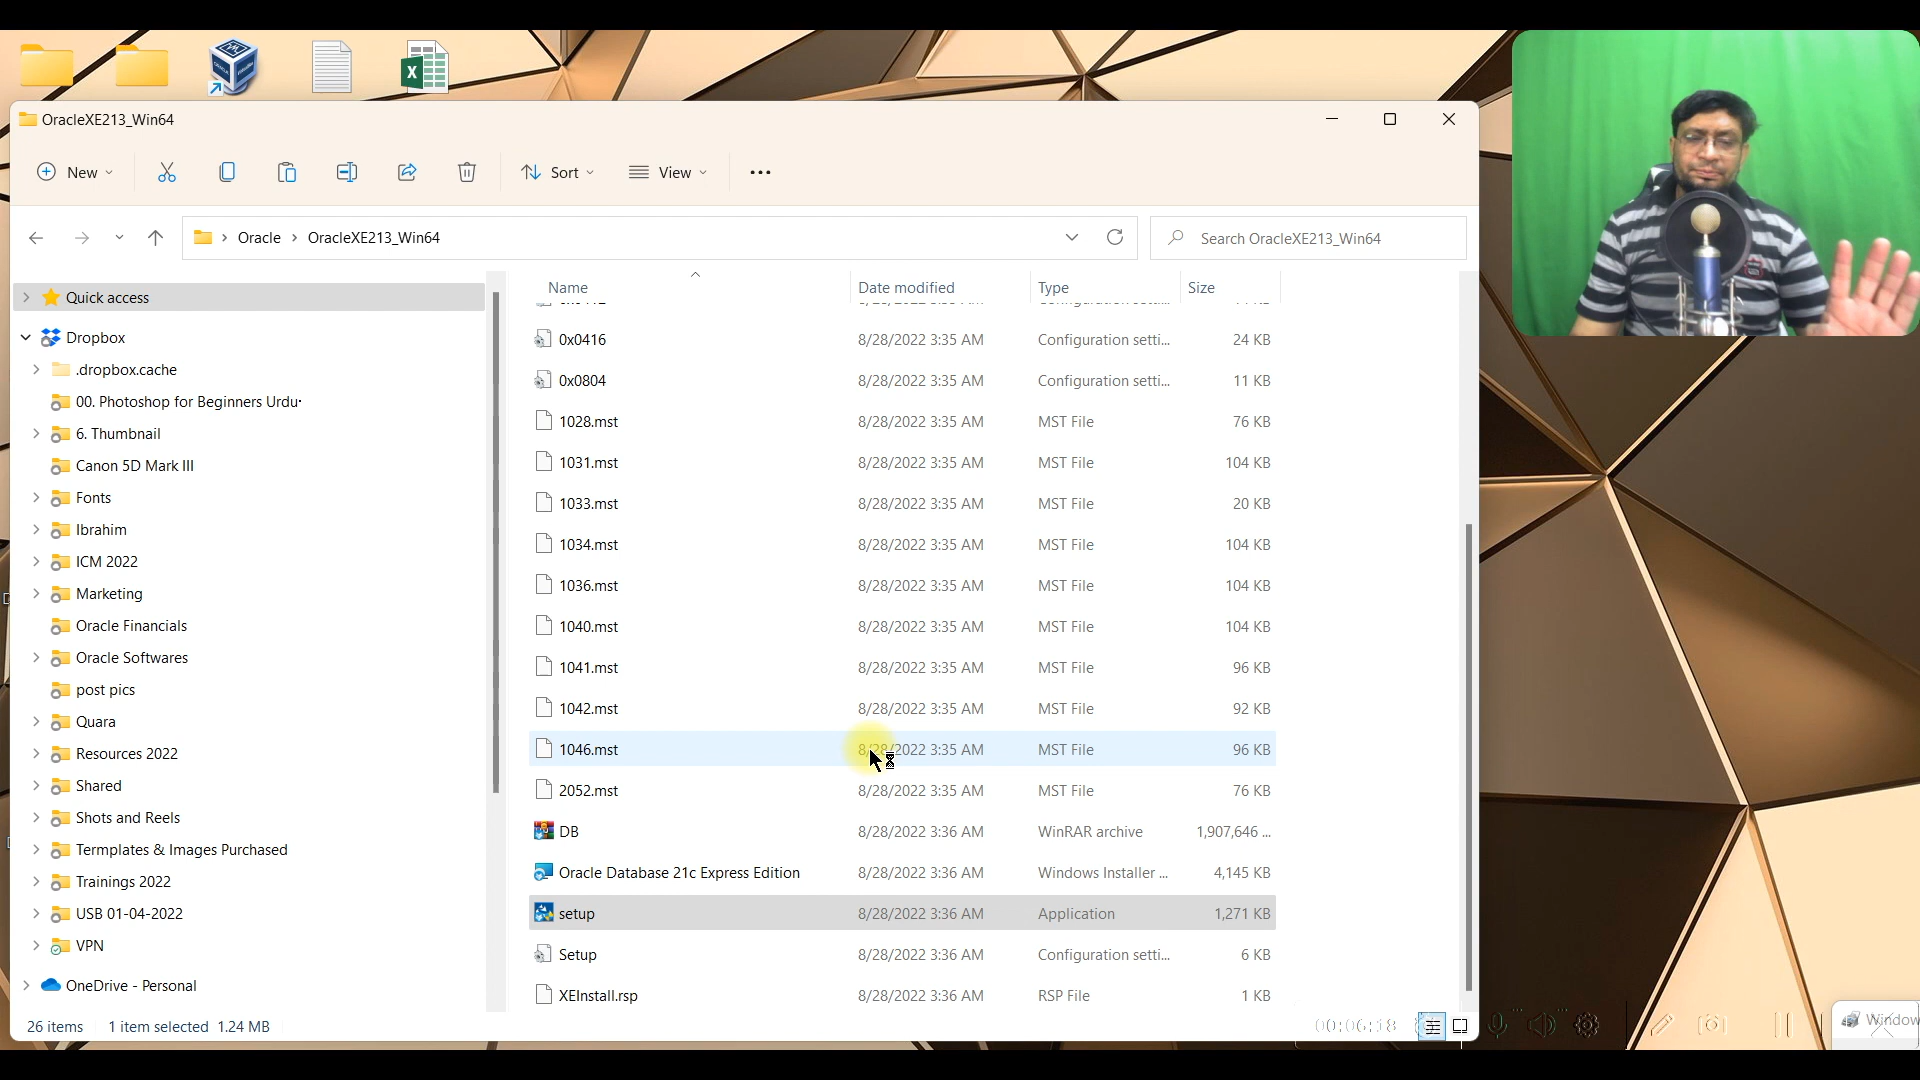 OracleXE213_Win64
New
Sort
View
Oracle
OracleXE213_Win64
Search OracleXE213_Win64
Name Date modified Type Size
Quick access
Dropbox
.dropbox.cache
00. Photoshop for Beginners Urdu
6. Thumbnail
Canon 5D Mark III
Fonts
Ibrahim
ICM 2022
Marketing
Oracle Financials
Oracle Softwares
post pics
Quara
Resources 2022
Shared
Shots and Reels
Termplates & Images Purchased
Trainings 2022
USB 01-04-2022
VPN
OneDrive - Personal
0x0416 8/28/2022 3:35 AM Configuration setti... 24 KB
0x0804 8/28/2022 3:35 AM Configuration setti... 11 KB
1028.mst 8/28/2022 3:35 AM MST File 76 KB
1031.mst 8/28/2022 3:35 AM MST File 104 KB
1033.mst 8/28/2022 3:35 AM MST File 20 KB
1034.mst 8/28/2022 3:35 AM MST File 104 KB
1036.mst 8/28/2022 3:35 AM MST File 104 KB
1040.mst 8/28/2022 3:35 AM MST File 104 KB
1041.mst 8/28/2022 3:35 AM MST File 96 KB
1042.mst 8/28/2022 3:35 AM MST File 92 KB
1046.mst 8/28/2022 3:35 AM MST File 96 KB
2052.mst 8/28/2022 3:35 AM MST File 76 KB
DB 8/28/2022 3:36 AM WinRAR archive 1,907,646 ...
Oracle Database 21c Express Edition 8/28/2022 3:36 AM Windows Installer ... 4,145 KB
setup 8/28/2022 3:36 AM Application 1,271 KB
Setup 8/28/2022 3:36 AM Configuration setti... 6 KB
XEInstall.rsp 8/28/2022 3:36 AM RSP File 1 KB
26 items 1 item selected 1.24 MB
00:06:18
Window